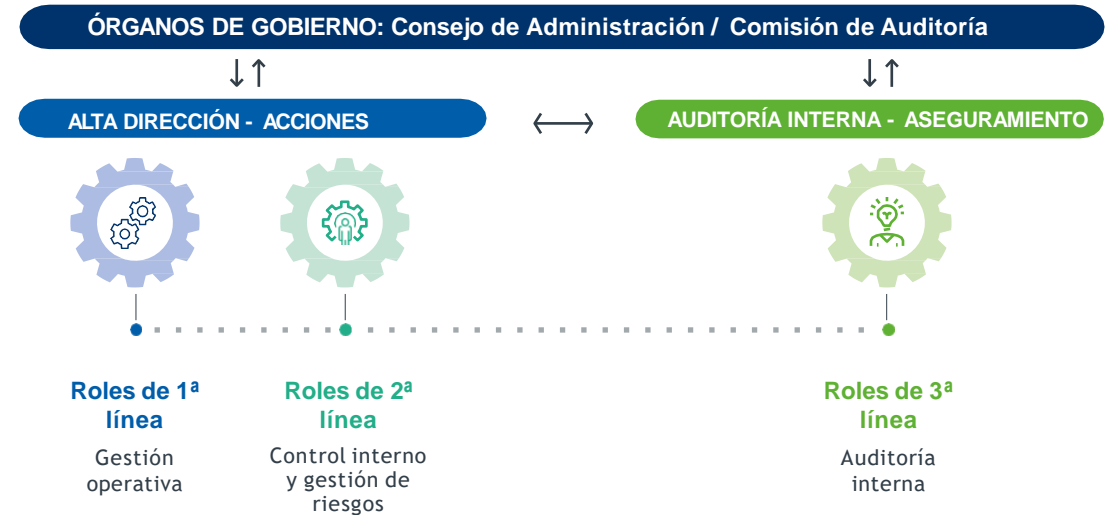 ÓRGANOS DE GOBIERNO: Consejo de Administración / Comisión de Auditoría
ALTA DIRECCIÓN - ACCIONES
AUDITORÍA INTERNA - ASEGURAMIENTO
Roles de 1ª
línea
Gestión
operativa
Roles de 2ª
línea
Control interno
y gestión de
riesgos
Roles de 3ª
línea
Auditoría
interna